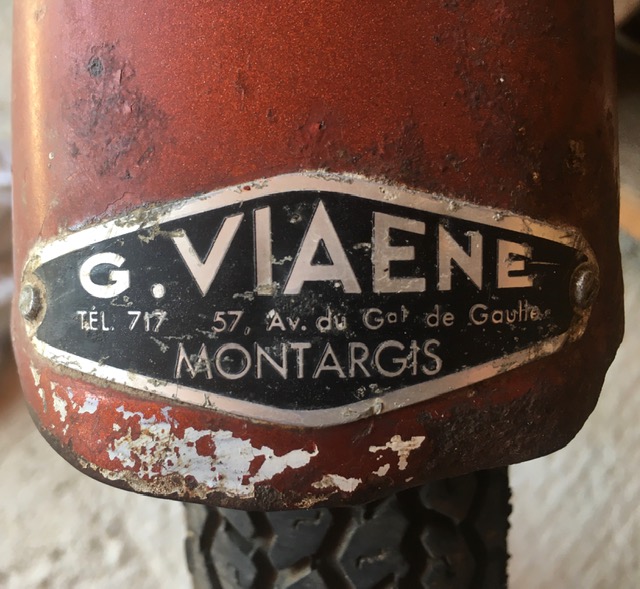 G. VIAENE
TÉL. 717 57, Av. du Gal de Gaulle
MONTARGIS